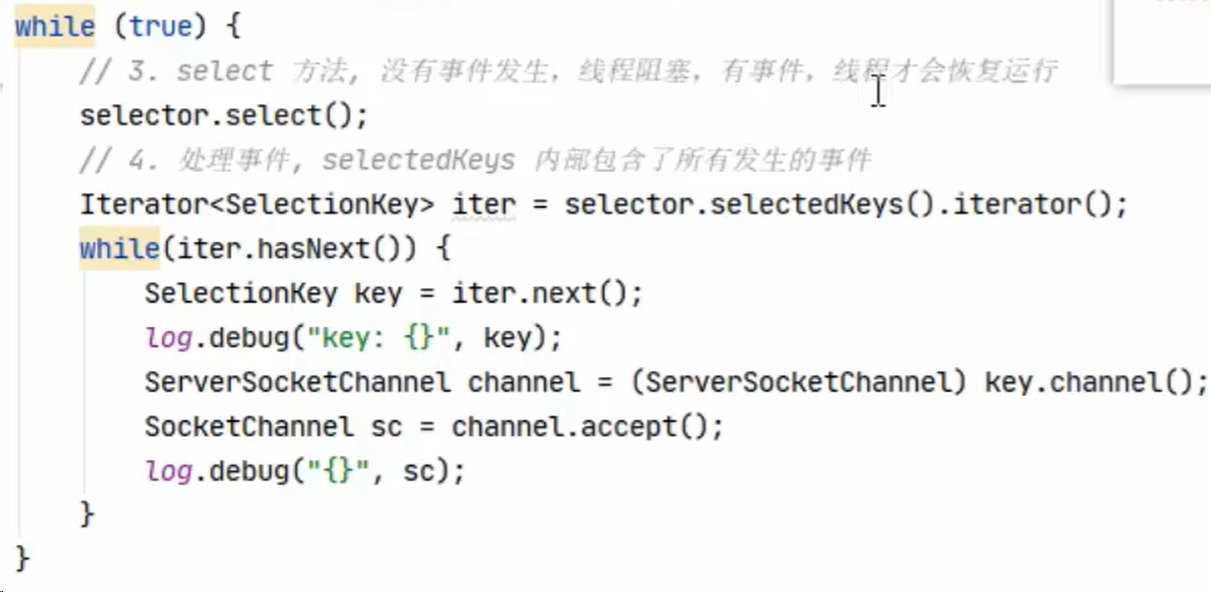 while (true) {
// 3. select 方法, 没有事件发生，线程阻塞，有事件，线程才会恢复运行
selector.select();
// 4. 处理事件, selectedKeys 内部包含了所有发生的事件
Iterator<SelectionKey> iter = selector.selectedKeys().iterator();
while(iter.hasNext()) {
SelectionKey key = iter.next();
log.debug("key: {}", key);
ServerSocketChannel channel = (ServerSocketChannel) key.channel();
SocketChannel sc = channel.accept();
log.debug("{}", sc);
}
}